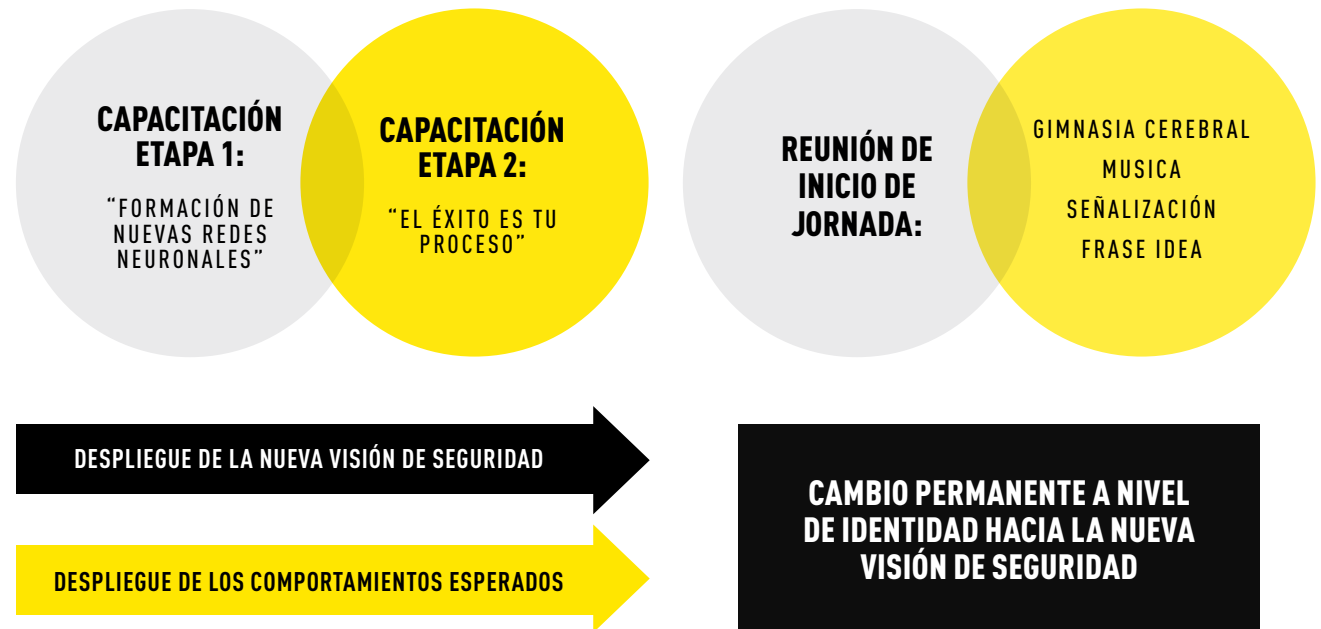 CAPACITACIÓN
ETAPA 1:
“FORMACIÓN DE
NUEVAS REDES
NEURONALES”
CAPACITACIÓN
ETAPA 2:
“EL ÉXITO ES TU
PROCESO”
REUNIÓN DE
INICIO DE
JORNADA:
GIMNASIA CEREBRAL
MUSICA
SEÑALIZACIÓN
FRASE IDEA
DESPLIEGUE DE LA NUEVA VISIÓN DE SEGURIDAD
DESPLIEGUE DE LOS COMPORTAMIENTOS ESPERADOS
CAMBIO PERMANENTE A NIVEL
DE IDENTIDAD HACIA LA NUEVA
VISIÓN DE SEGURIDAD